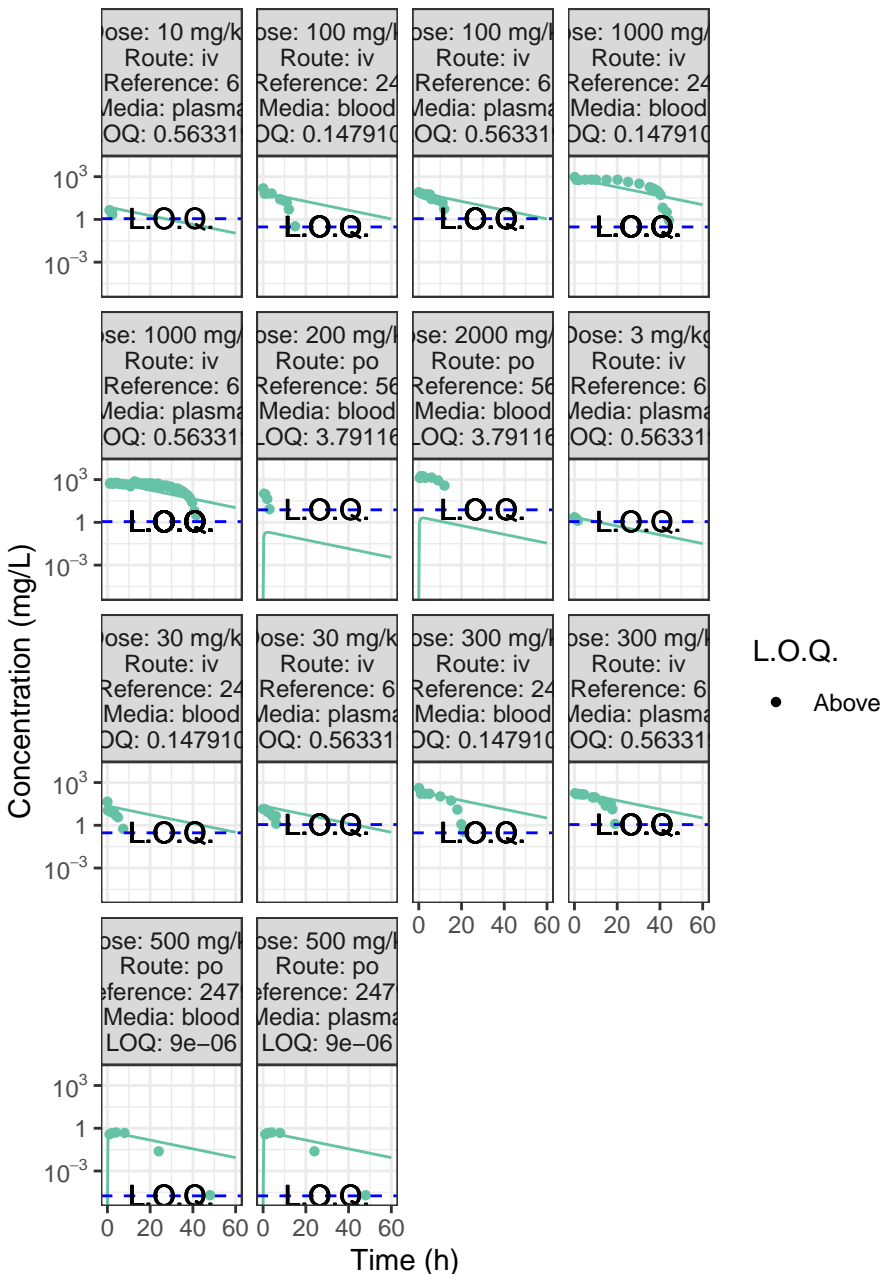 ose: 10 mg/k
ose: 100 mg/k
ose: 100 mg/k
ose: 1000 mg/
Route: iv
Route: iv
Route: iv
Route: iv
Reference: 6
Reference: 24
Reference: 6
Reference: 24
Media: plasma
Media: blood
Media: plasma
Media: blood
OQ: 0.56331
OQ: 0.147910
OQ: 0.56331
OQ: 0.147910
10³
1
10⁻³
L.O.Q.
L.O.Q.
L.O.Q.
L.O.Q.
ose: 1000 mg/
ose: 200 mg/k
ose: 2000 mg/
Dose: 3 mg/kg
Route: iv
Route: po
Route: po
Route: iv
Reference: 6
Reference: 56
Reference: 56
Reference: 6
Media: plasma
Media: blood
Media: blood
Media: plasma
OQ: 0.56331
LOQ: 3.79116
LOQ: 3.79116
OQ: 0.56331
10³
1
10⁻³
L.O.Q.
L.O.Q.
L.O.Q.
L.O.Q.
Concentration (mg/L)
ose: 30 mg/k
ose: 30 mg/k
ose: 300 mg/k
ose: 300 mg/k
Route: iv
Route: iv
Route: iv
Route: iv
Reference: 24
Reference: 6
Reference: 24
Reference: 6
Media: blood
Media: plasma
Media: blood
Media: plasma
OQ: 0.147910
OQ: 0.56331
OQ: 0.147910
OQ: 0.56331
10³
1
10⁻³
L.O.Q.
L.O.Q.
L.O.Q.
L.O.Q.
0 20 40 60
0 20 40 60
L.O.Q.
Above
ose: 500 mg/k
ose: 500 mg/k
Route: po
Route: po
eference: 247
eference: 247
Media: blood
Media: plasma
LOQ: 9e−06
LOQ: 9e−06
10³
1
10⁻³
L.O.Q.
L.O.Q.
0 20 40 60
0 20 40 60
Time (h)